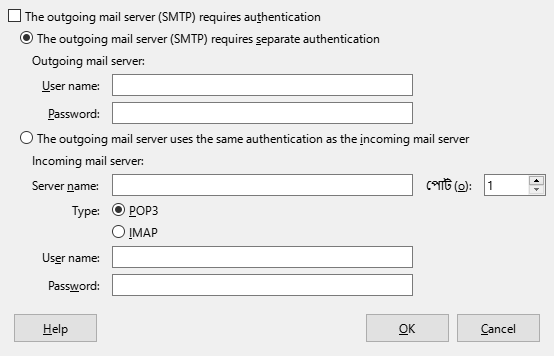 The outgoing mail server (SMTP) requires authentication
The outgoing mail server (SMTP) requires separate authentication
Outgoing mail server:
User name:
Password:
The outgoing mail server uses the same authentication as the incoming mail server
Incoming mail server:
Server name: পোর্ট (o): 1
Type: POP3
IMAP
User name:
Password:
Help OK Cancel